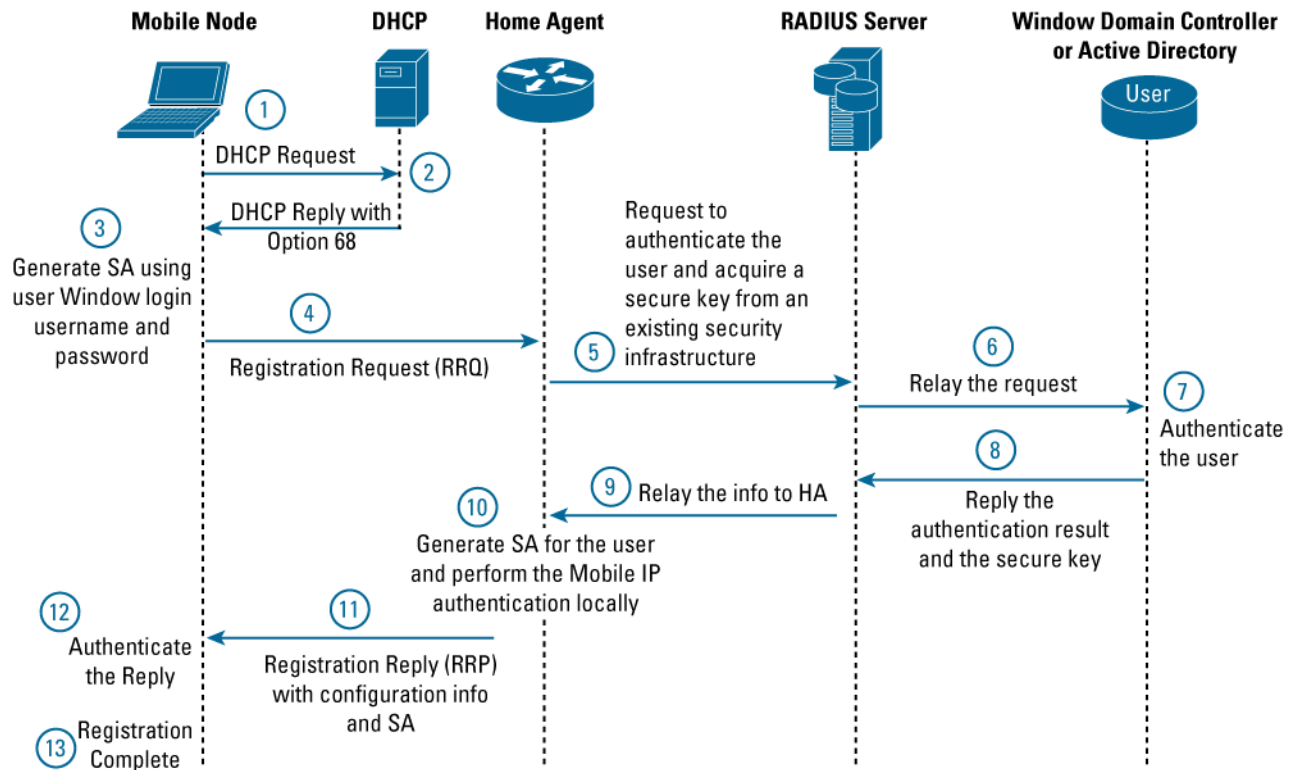 Mobile Node
DHCP
Home Agent
RADIUS Server
Window Domain Controller
or Active Directory
User
1
DHCP Request
2
DHCP Reply with
Option 68
3
Generate SA using
user Window login
username and
password
4
Registration Request (RRQ)
Request to
authenticate the
user and acquire a
secure key from an
existing security
infrastructure
5
6
Relay the request
7
Authenticate
the user
8
Reply the
authentication result
and the secure key
9
Relay the info to HA
10
Generate SA for the user
and perform the Mobile IP
authentication locally
11
Registration Reply (RRP)
with configuration info
and SA
12
Authenticate
the Reply
13
Registration
Complete